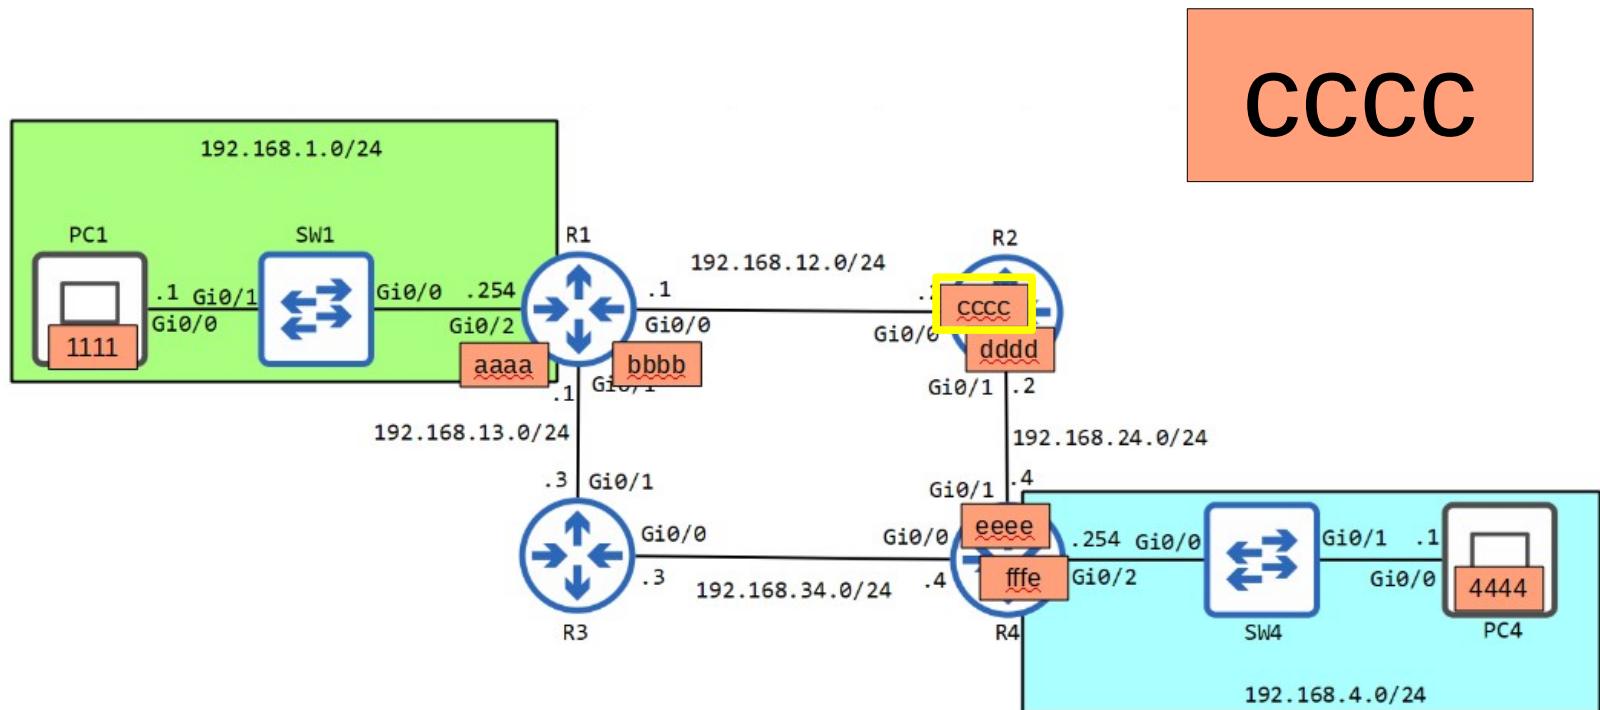 cccc
192.168.1.0/24
PC1
SW1
R1
R2
192.168.12.0/24
.1 Gi0/1
Gi0/0 .254
.1
cccc
Gi0/0
Gi0/2
Gi0/0
Gi0/0
1111
aaaa
bbbb
dddd
.1
Gi0/1 .2
192.168.13.0/24
192.168.24.0/24
.3 Gi0/1
Gi0/1 .4
Gi0/0
Gi0/0
eeee
.254 Gi0/0
Gi0/1 .1
.3
192.168.34.0/24
.4
fffe
Gi0/2
Gi0/0
4444
R3
R4
SW4
PC4
192.168.4.0/24